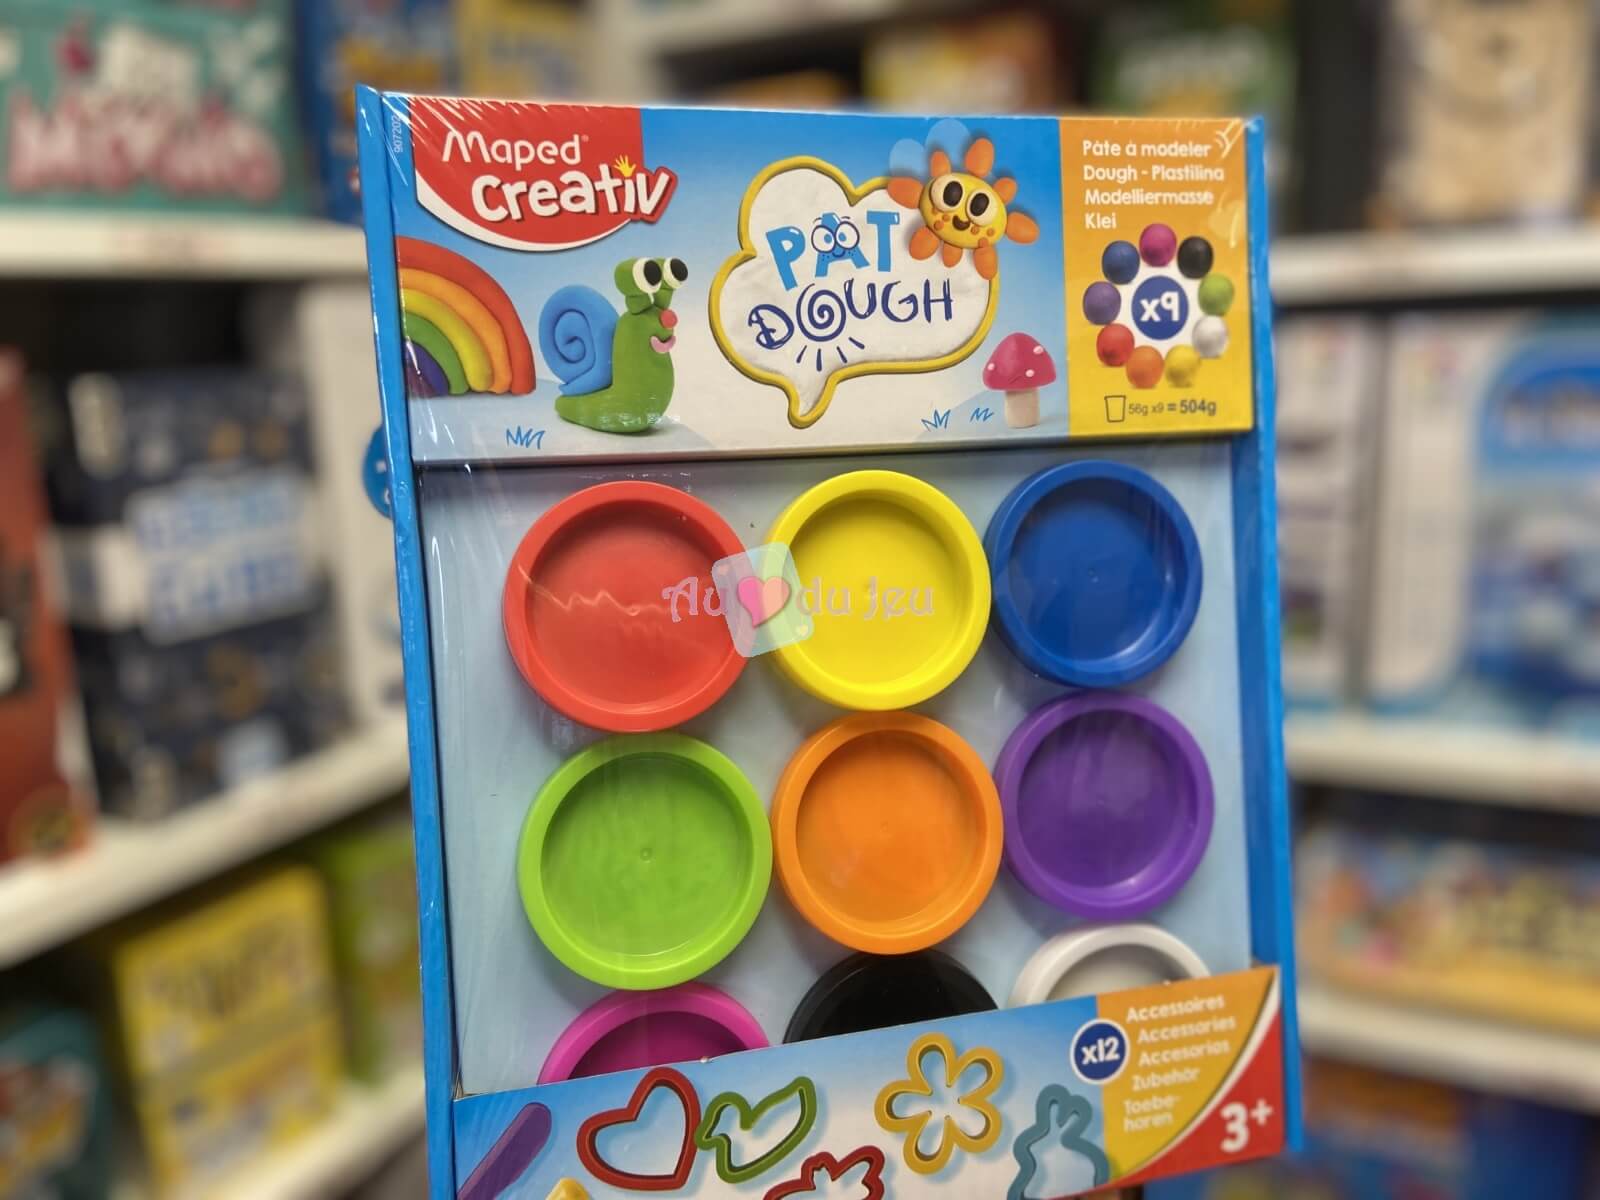 907202
Maped®
creativ
PAT
DOUGH
Pâte à modeler
Dough - Plastilina
Modelliermasse
Klei
x9
56g x9 = 504g
Au du Jeu
x12
Accessoires
Accessories
Accesorios
Zubehör
Toebe-
horen
3+